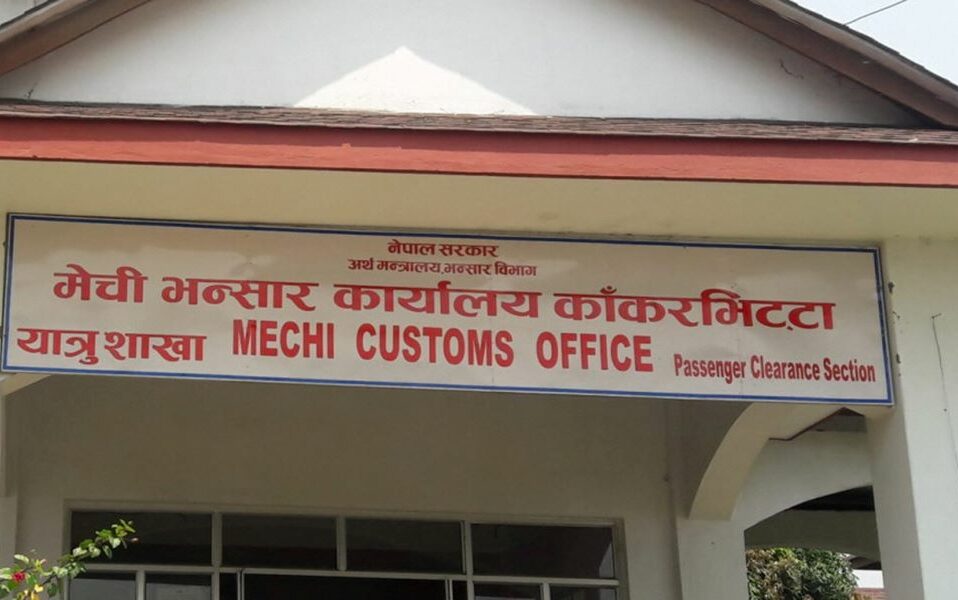 नेपाल सरकार
अर्थ मन्त्रालय,भन्सार विभाग
मेची भन्सार कार्यालय काँकरभिट्टा
यात्रु शाखा MECHI CUSTOMS OFFICE Passenger Clearance Section